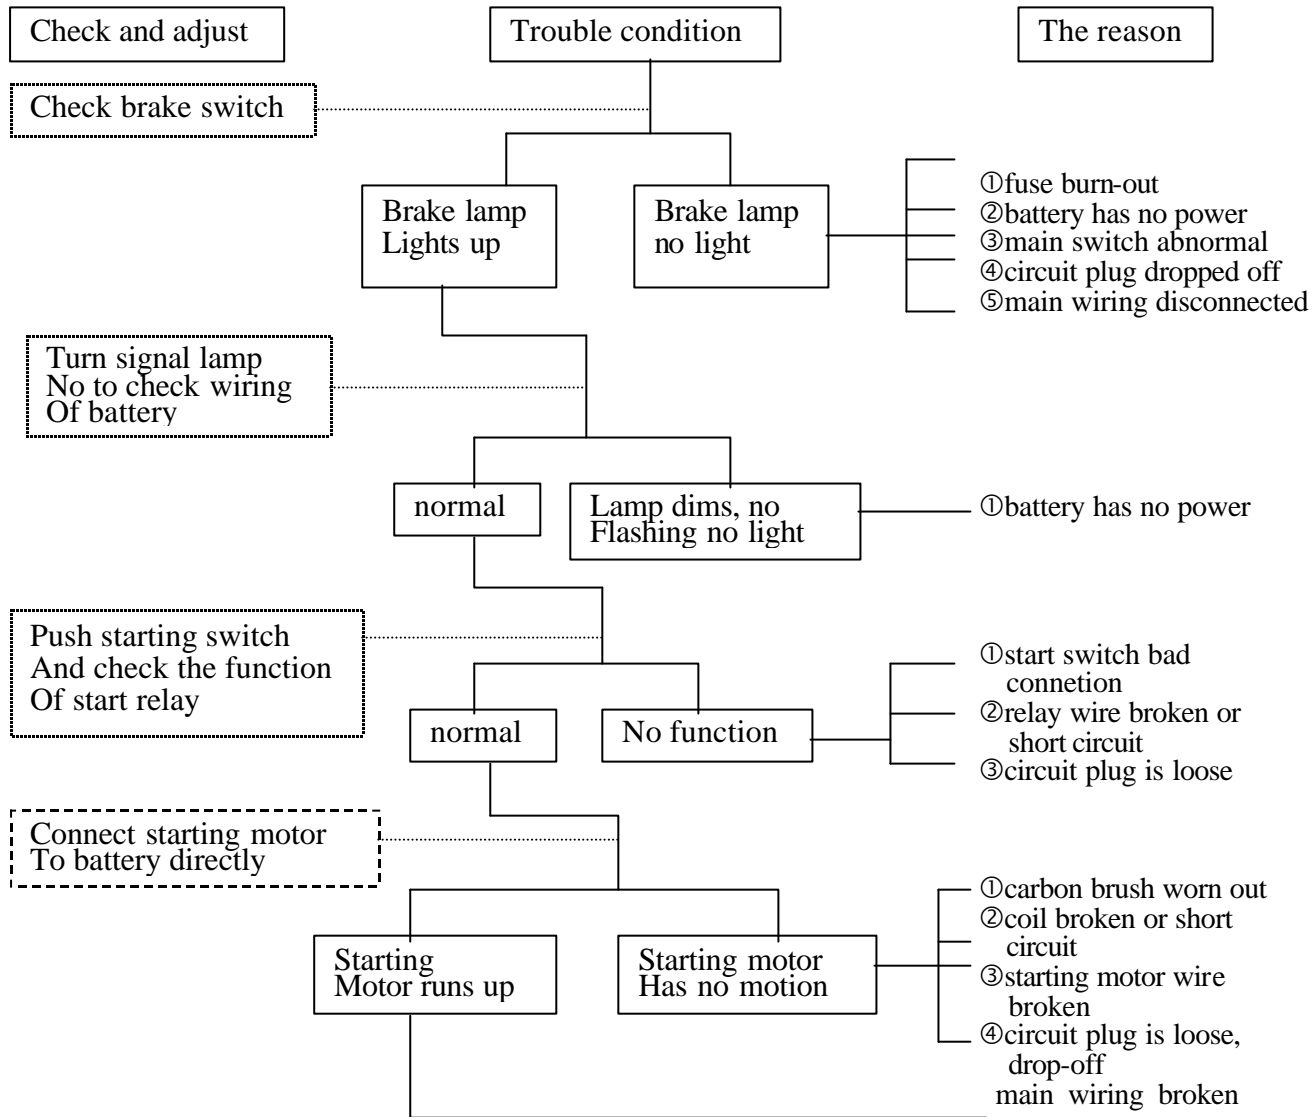 Check and adjust
Trouble condition
The reason
Check brake switch
Brake lamp
Lights up
Brake lamp
no light
①fuse burn-out
②battery has no power
③main switch abnormal
④circuit plug dropped off
⑤main wiring disconnected
Turn signal lamp
No to check wiring
Of battery
normal
Lamp dims, no
Flashing no light
①battery has no power
Push starting switch
And check the function
Of start relay
normal
No function
①start switch bad
connetion
②relay wire broken or
short circuit
③circuit plug is loose
Connect starting motor
To battery directly
Starting
Motor runs up
Starting motor
Has no motion
①carbon brush worn out
②coil broken or short
circuit
③starting motor wire
broken
④circuit plug is loose,
drop-off
main wiring broken